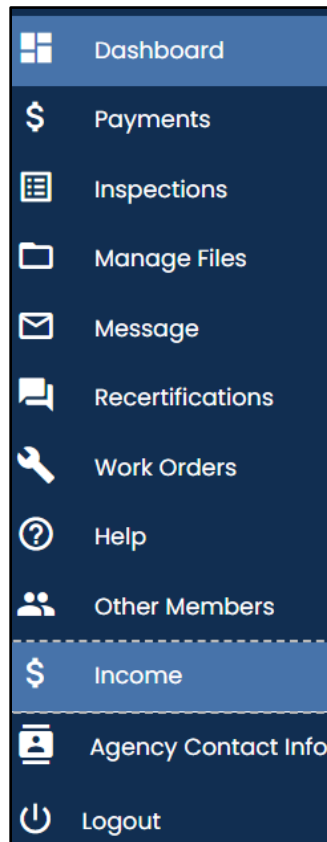 Dashboard
Payments
Inspections
Manage Files
Message
Recertifications
Work Orders
Help
Other Members
Income
Agency Contact Info
Logout